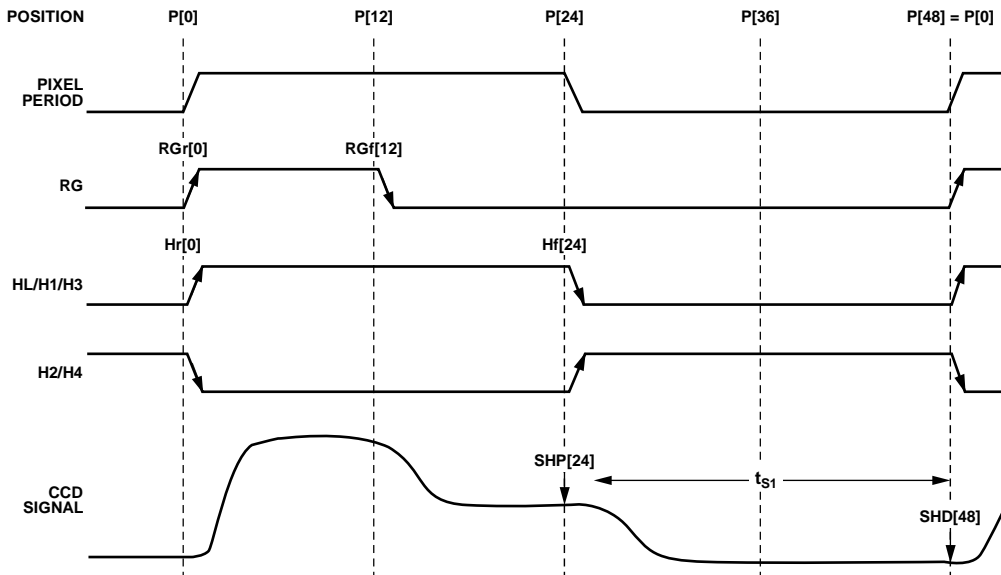 POSITION P[0] P[12] P[24] P[36] P[48] = P[0]
PIXEL
PERIOD
RGr[0] RGf[12]
RG
Hr[0] Hf[24]
HL/H1/H3
H2/H4
SHP[24]
tS1
CCD
SIGNAL
SHD[48]